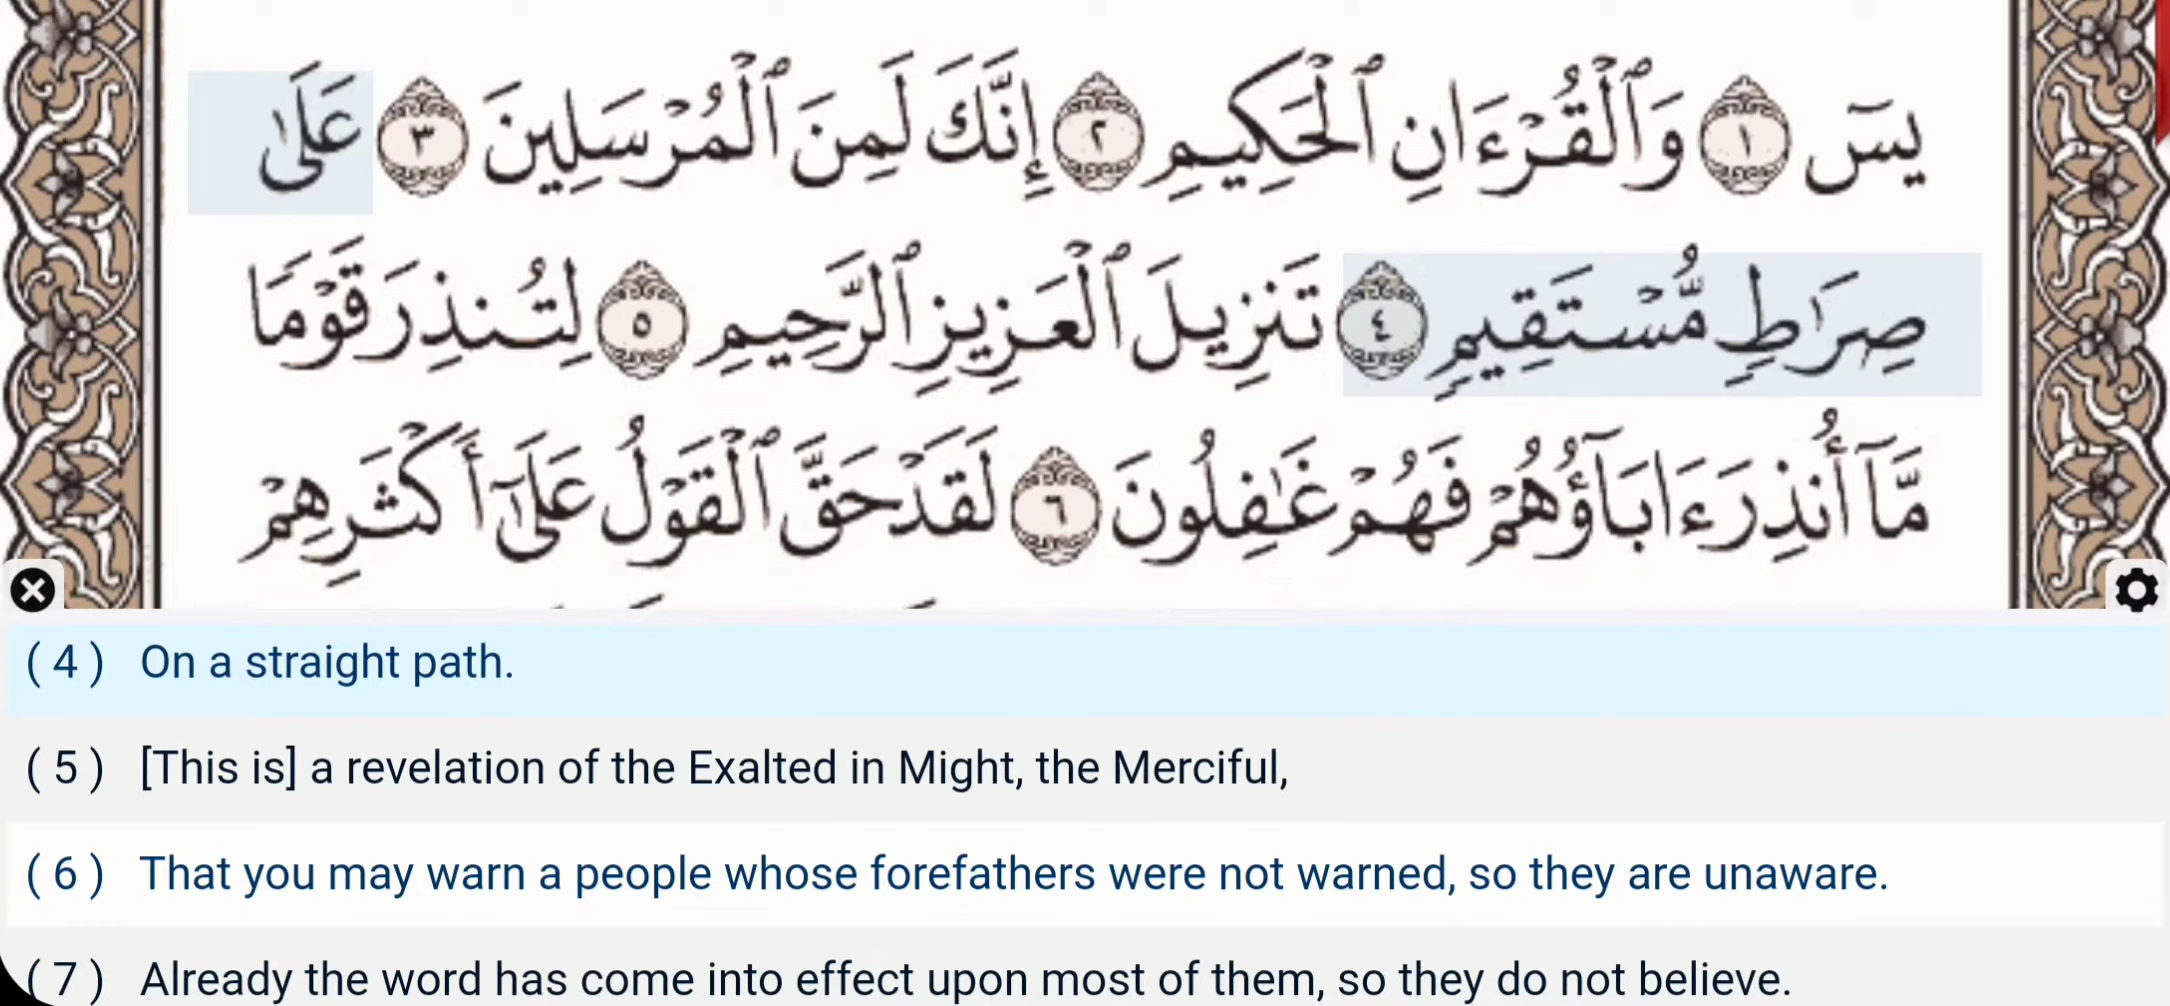 يسٓ ١ وَٱلْقُرْءَانِ ٱلْحَكِيمِ ٢ إِنَّكَ لَمِنَ ٱلْمُرْسَلِينَ ٣ عَلَىٰ
صِرَٰطٍ مُّسْتَقِيمٍ ٤ تَنزِيلَ ٱلْعَزِيزِ ٱلرَّحِيمِ ٥ لِتُنذِرَ قَوْمًا
مَّآ أُنذِرَ ءَابَآؤُهُمْ فَهُمْ غَٰفِلُونَ ٦ لَقَدْ حَقَّ ٱلْقَوْلُ عَلَىٰٓ أَكْثَرِهِمْ
( 4 ) On a straight path.
( 5 ) [This is] a revelation of the Exalted in Might, the Merciful,
( 6 ) That you may warn a people whose forefathers were not warned, so they are unaware.
( 7 ) Already the word has come into effect upon most of them, so they do not believe.